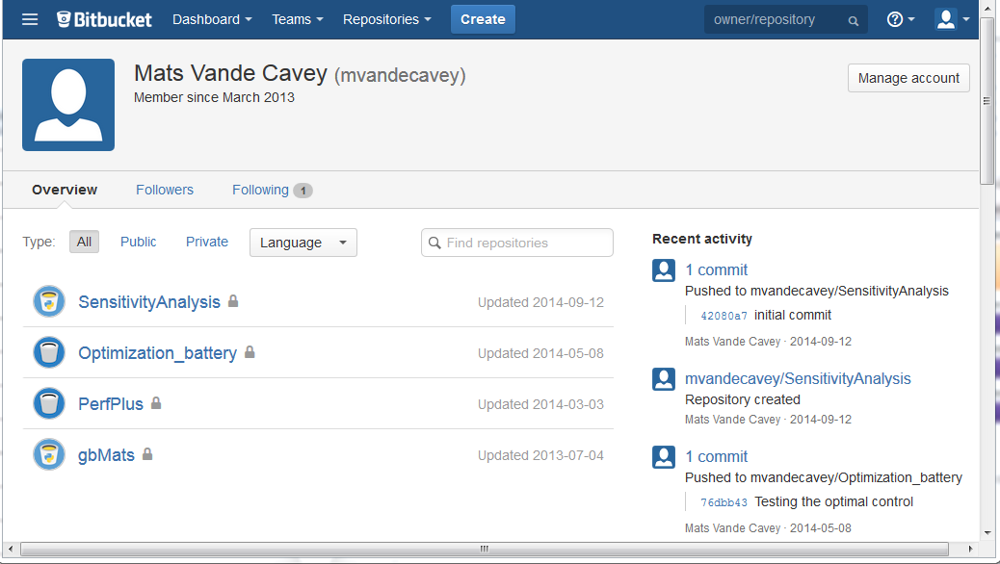 Bitbucket Dashboard Teams Repositories Create owner/repository
Mats Vande Cavey (mvandecavey)
Member since March 2013
Manage account
Overview Followers Following 1
Type: All Public Private Language Find repositories
SensitivityAnalysis Updated 2014-09-12
Optimization_battery Updated 2014-05-08
PerfPlus Updated 2014-03-03
gbMats Updated 2013-07-04
Recent activity
1 commit
Pushed to mvandecavey/SensitivityAnalysis
42080a7 initial commit
Mats Vande Cavey · 2014-09-12
mvandecavey/SensitivityAnalysis
Repository created
Mats Vande Cavey · 2014-09-12
1 commit
Pushed to mvandecavey/Optimization_battery
76dbb43 Testing the optimal control
Mats Vande Cavey · 2014-05-08